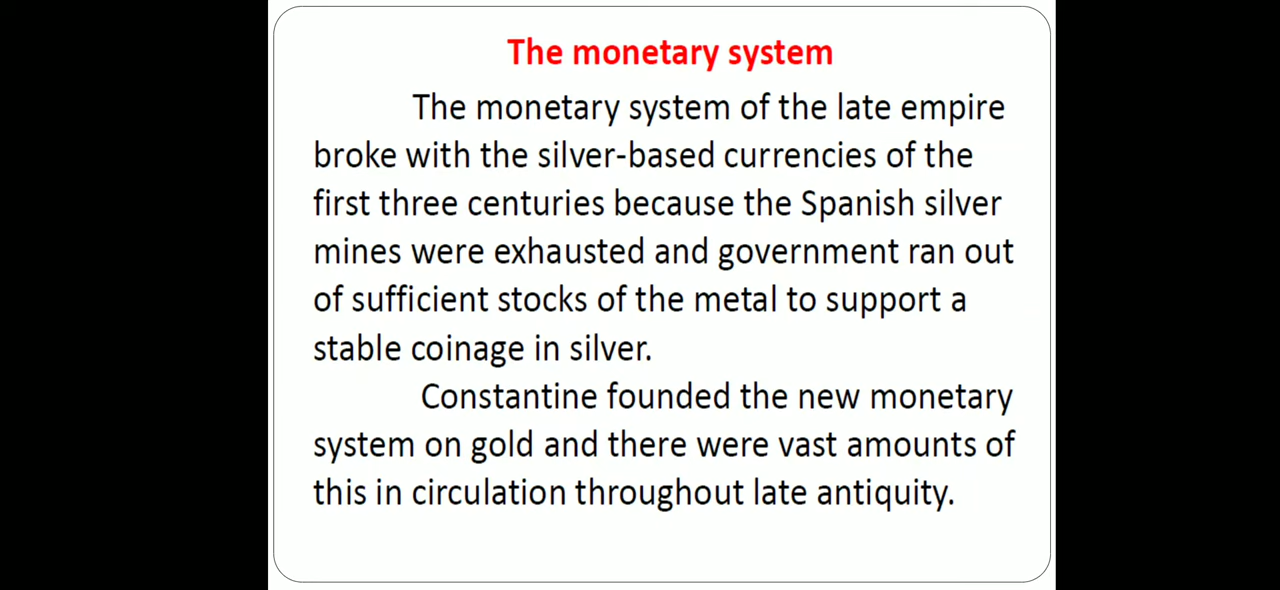 The monetary system
The monetary system of the late empire
broke with the silver-based currencies of the
first three centuries because the Spanish silver
mines were exhausted and government ran out
of sufficient stocks of the metal to support a
stable coinage in silver.
Constantine founded the new monetary
system on gold and there were vast amounts of
this in circulation throughout late antiquity.